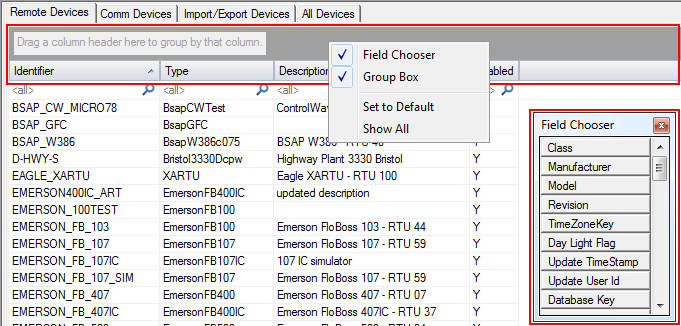 Remote Devices Comm Devices Import/Export Devices All Devices
Drag a column header here to group by that column.
Field Chooser
Group Box
Set to Default
Show All
Identifier Type Description abled
<all> <all> <all> <all>
BSAP_CW_MICRO78 BsapCWTest ControlWav
BSAP_GFC BsapGFC
BSAP_W386 BsapW386c075 BSAP W386 - RTU 46 Y
D-HWY-S Bristol3330Dcpw Highway Plant 3330 Bristol Y
EAGLE_XARTU XARTU Eagle XARTU - RTU 100 Y
EMERSON400IC_ART EmersonFB400IC updated description Y
EMERSON_100TEST EmersonFB100 Y
EMERSON_FB_103 EmersonFB100 Emerson FloBoss 103 - RTU 44 Y
EMERSON_FB_107 EmersonFB100 Emerson FloBoss 107 - RTU 59 Y
EMERSON_FB_107IC EmersonFB100 107 IC simulator Y
EMERSON_FB_107_SIM EmersonFB100 Emerson FloBoss 107 - RTU 59 Y
EMERSON_FB_407 EmersonFB400 Emerson FloBoss 407 - RTU 07 Y
EMERSON_FB_407IC EmersonFB400IC Emerson FloBoss 407IC - RTU 37 Y
Field Chooser
Class
Manufacturer
Model
Revision
TimeZoneKey
Day Light Flag
Update TimeStamp
Update User Id
Database Key